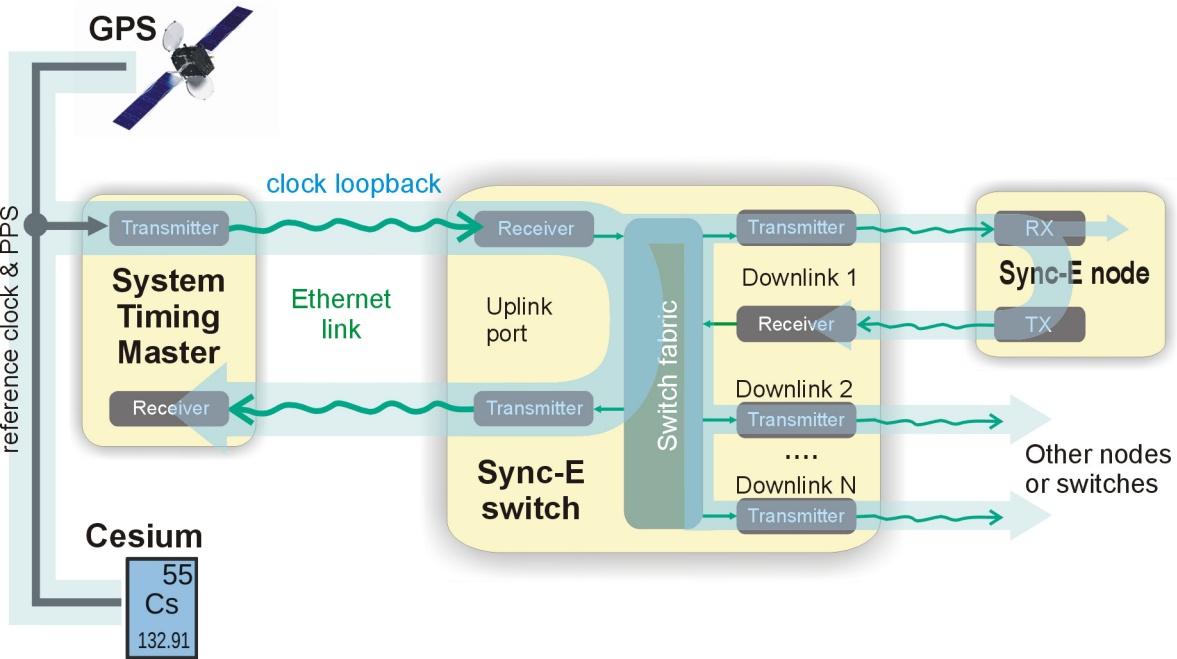 GPS
reference clock & PPS
clock loopback
Transmitter
System
Timing
Master
Receiver
Ethernet
link
Receiver
Uplink
port
Transmitter
Sync-E
switch
Switch fabric
Transmitter
Downlink 1
Receiver
Downlink 2
Transmitter
....
Downlink N
Transmitter
RX
Sync-E node
TX
Other nodes
or switches
Cesium
55
Cs
132.91